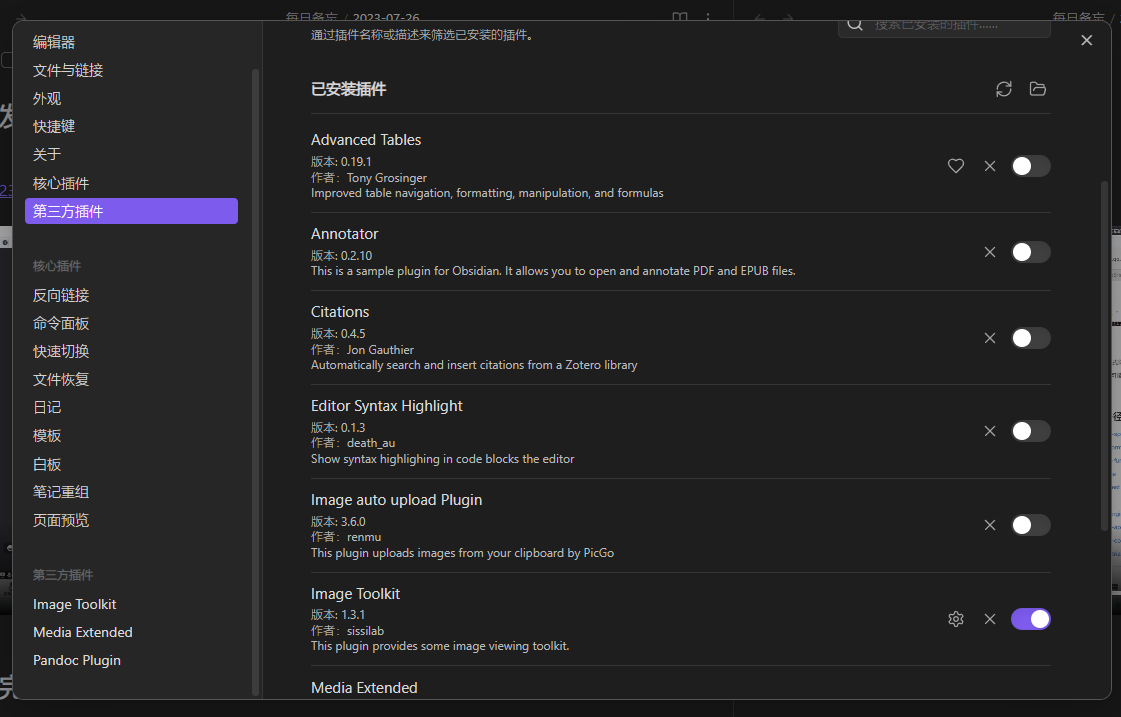 每日备忘 / 2023-07-26
每日备忘 /
编辑器
文件与链接
外观
快捷键
关于
核心插件
第三方插件
核心插件
反向链接
命令面板
快速切换
文件恢复
日记
模板
白板
笔记重组
页面预览
第三方插件
Image Toolkit
Media Extended
Pandoc Plugin
通过插件名称或描述来筛选已安装的插件。
搜索已安装的插件……
已安装插件
Advanced Tables
版本: 0.19.1
作者：Tony Grosinger
Improved table navigation, formatting, manipulation, and formulas
Annotator
版本: 0.2.10
This is a sample plugin for Obsidian. It allows you to open and annotate PDF and EPUB files.
Citations
版本: 0.4.5
作者：Jon Gauthier
Automatically search and insert citations from a Zotero library
Editor Syntax Highlight
版本: 0.1.3
作者：death_au
Show syntax highlighing in code blocks the editor
Image auto upload Plugin
版本: 3.6.0
作者：renmu
This plugin uploads images from your clipboard by PicGo
Image Toolkit
版本: 1.3.1
作者：sissilab
This plugin provides some image viewing toolkit.
Media Extended